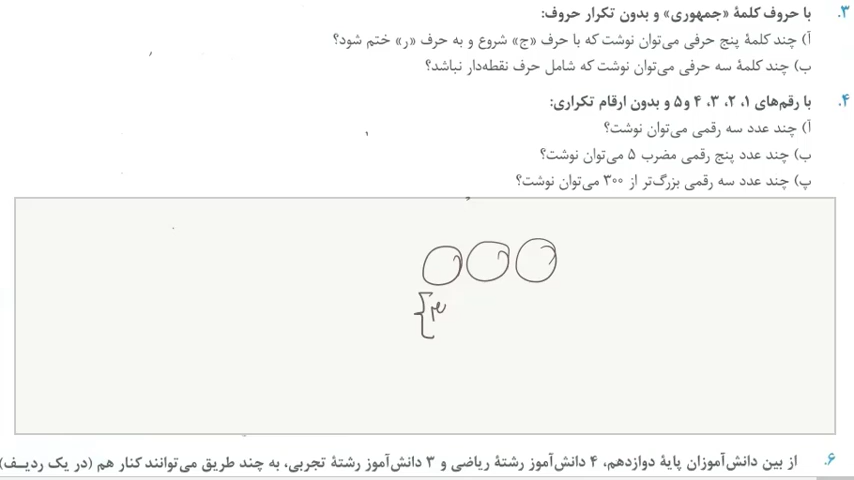 ۳. با حروف کلمهٔ «جمهوری» و بدون تکرار حروف:
آ) چند کلمهٔ پنج حرفی می‌توان نوشت که با حرف «ج» شروع و به حرف «ر» ختم شود؟
ب) چند کلمهٔ سه حرفی می‌توان نوشت که شامل حرف نقطه‌دار نباشد؟
۴. با رقم‌های ۱، ۲، ۳، ۴ و ۵ و بدون ارقام تکراری:
آ) چند عدد سه رقمی می‌توان نوشت؟
ب) چند عدد پنج رقمی مضرب ۵ می‌توان نوشت؟
پ) چند عدد سه رقمی بزرگ‌تر از ۳۰۰ می‌توان نوشت؟
۶. از بین دانش‌آموزان پایهٔ دوازدهم، ۴ دانش‌آموز رشتهٔ ریاضی و ۳ دانش‌آموز رشتهٔ تجربی، به چند طریق می‌توانند کنار هم (در یک ردیـف)